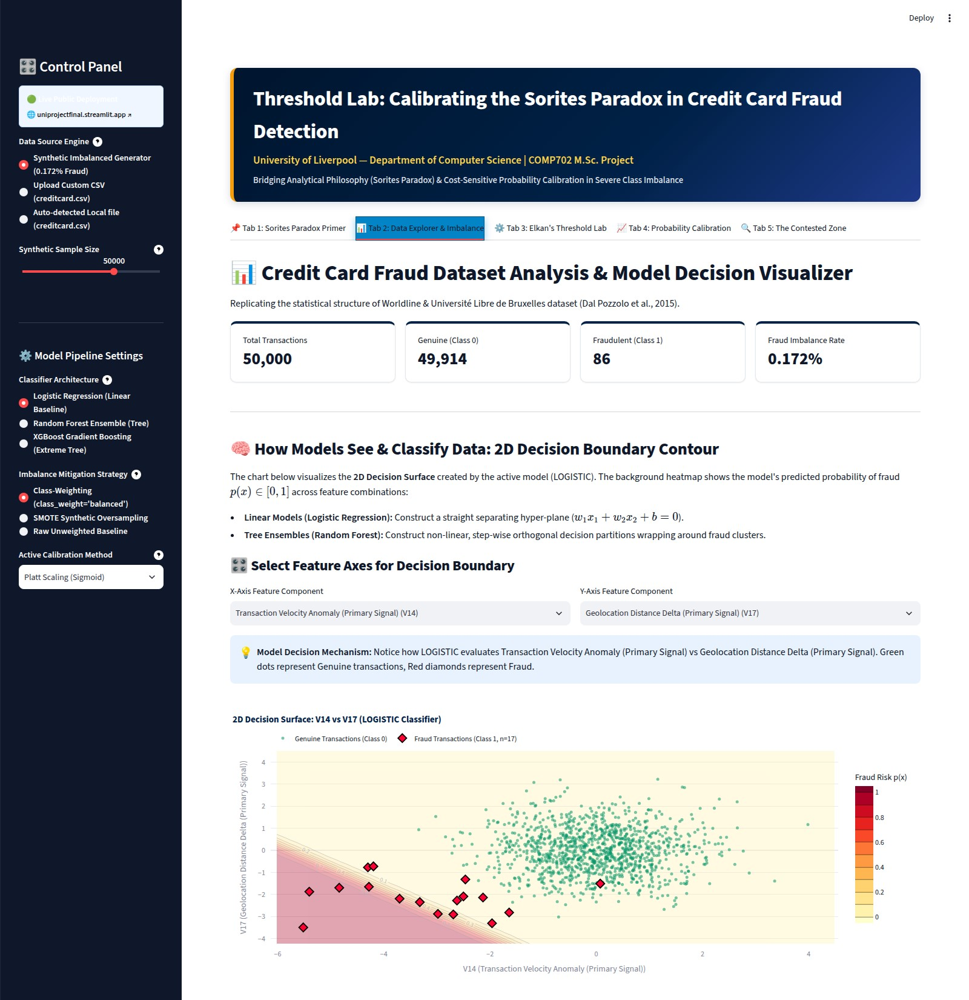 Deploy
Control Panel
Live Public Deployment
uniprojectfinal.streamlit.app ↗
Data Source Engine
Synthetic Imbalanced Generator
(0.172% Fraud)
Upload Custom CSV
(creditcard.csv)
Auto-detected Local file
(creditcard.csv)
Synthetic Sample Size
50000
Model Pipeline Settings
Classifier Architecture
Logistic Regression (Linear
Baseline)
Random Forest Ensemble (Tree)
XGBoost Gradient Boosting
(Extreme Tree)
Imbalance Mitigation Strategy
Class-Weighting
(class_weight='balanced')
SMOTE Synthetic Oversampling
Raw Unweighted Baseline
Active Calibration Method
Platt Scaling (Sigmoid)
Threshold Lab: Calibrating the Sorites Paradox in Credit Card Fraud
Detection
University of Liverpool — Department of Computer Science | COMP702 M.Sc. Project
Bridging Analytical Philosophy (Sorites Paradox) & Cost-Sensitive Probability Calibration in Severe Class Imbalance
Tab 1: Sorites Paradox Primer
Tab 2: Data Explorer & Imbalance
Tab 3: Elkan's Threshold Lab
Tab 4: Probability Calibration
Tab 5: The Contested Zone
Credit Card Fraud Dataset Analysis & Model Decision Visualizer
Replicating the statistical structure of Worldline & Université Libre de Bruxelles dataset (Dal Pozzolo et al., 2015).
Total Transactions
50,000
Genuine (Class 0)
49,914
Fraudulent (Class 1)
86
Fraud Imbalance Rate
0.172%
How Models See & Classify Data: 2D Decision Boundary Contour
The chart below visualizes the 2D Decision Surface created by the active model (LOGISTIC). The background heatmap shows the model's predicted probability of fraud
p(x) ∈ [0, 1] across feature combinations:
• Linear Models (Logistic Regression): Construct a straight separating hyper-plane (w₁x₁ + w₂x₂ + b = 0).
• Tree Ensembles (Random Forest): Construct non-linear, step-wise orthogonal decision partitions wrapping around fraud clusters.
Select Feature Axes for Decision Boundary
X-Axis Feature Component
Transaction Velocity Anomaly (Primary Signal) (V14)
Y-Axis Feature Component
Geolocation Distance Delta (Primary Signal) (V17)
Model Decision Mechanism: Notice how LOGISTIC evaluates Transaction Velocity Anomaly (Primary Signal) vs Geolocation Distance Delta (Primary Signal). Green
dots represent Genuine transactions, Red diamonds represent Fraud.
2D Decision Surface: V14 vs V17 (LOGISTIC Classifier)
Genuine Transactions (Class 0)
Fraud Transactions (Class 1, n=17)
V17 (Geolocation Distance Delta (Primary Signal))
4
3
2
1
0
−1
−2
−3
−4
0.2
0.1
0.1
−6
−4
−2
0
2
4
V14 (Transaction Velocity Anomaly (Primary Signal))
Fraud Risk p(x)
1
0.8
0.6
0.4
0.2
0